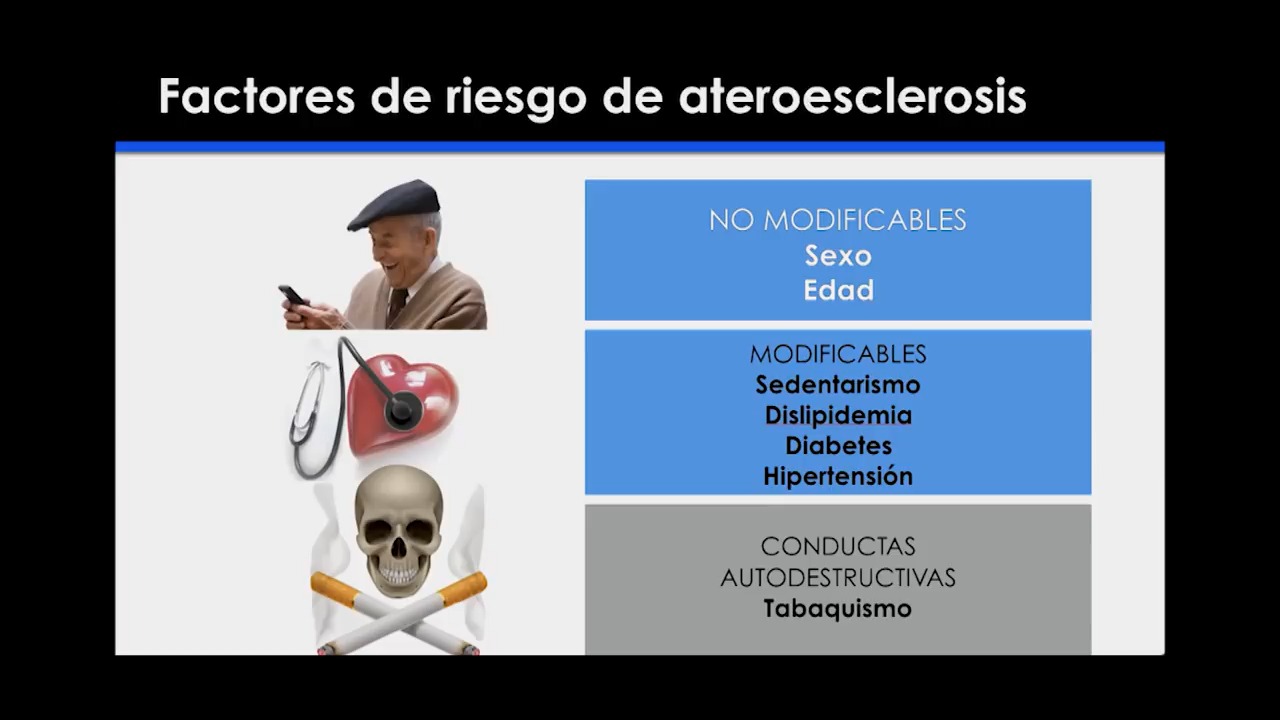 Factores de riesgo de ateroesclerosis
NO MODIFICABLES
Sexo
Edad
MODIFICABLES
Sedentarismo
Dislipidemia
Diabetes
Hipertensión
CONDUCTAS
AUTODESTRUCTIVAS
Tabaquismo